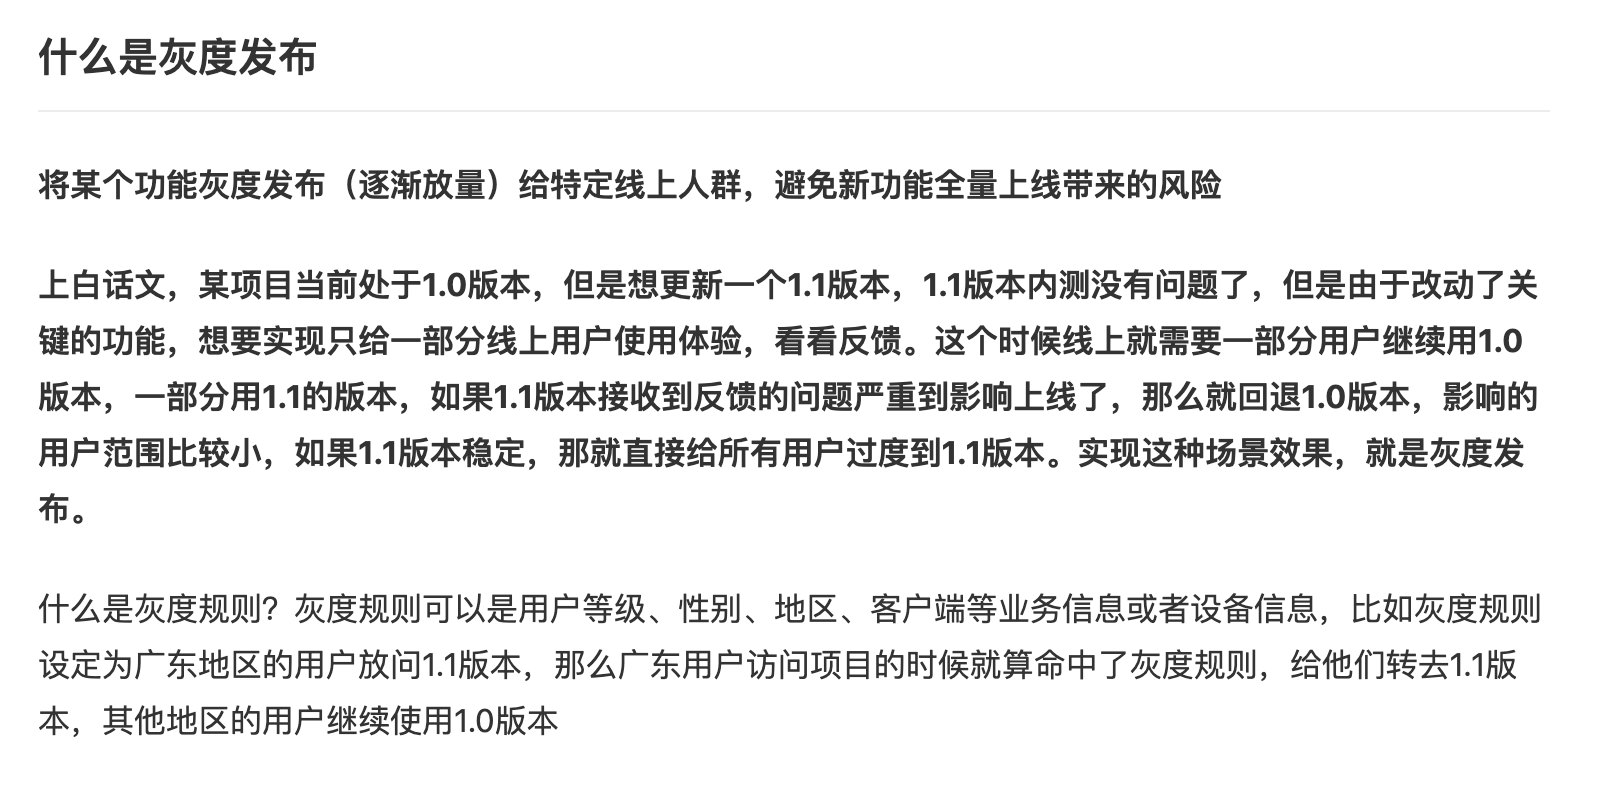 什么是灰度发布
将某个功能灰度发布（逐渐放量）给特定线上人群，避免新功能全量上线带来的风险
上白话文，某项目当前处于1.0版本，但是想更新一个1.1版本，1.1版本内测没有问题了，但是由于改动了关
键的功能，想要实现只给一部分线上用户使用体验，看看反馈。这个时候线上就需要一部分用户继续用1.0
版本，一部分用1.1的版本，如果1.1版本接收到反馈的问题严重到影响上线了，那么就回退1.0版本，影响的
用户范围比较小，如果1.1版本稳定，那就直接给所有用户过度到1.1版本。实现这种场景效果，就是灰度发
布。
什么是灰度规则？灰度规则可以是用户等级、性别、地区、客户端等业务信息或者设备信息，比如灰度规则
设定为广东地区的用户放问1.1版本，那么广东用户访问项目的时候就算命中了灰度规则，给他们转去1.1版
本，其他地区的用户继续使用1.0版本